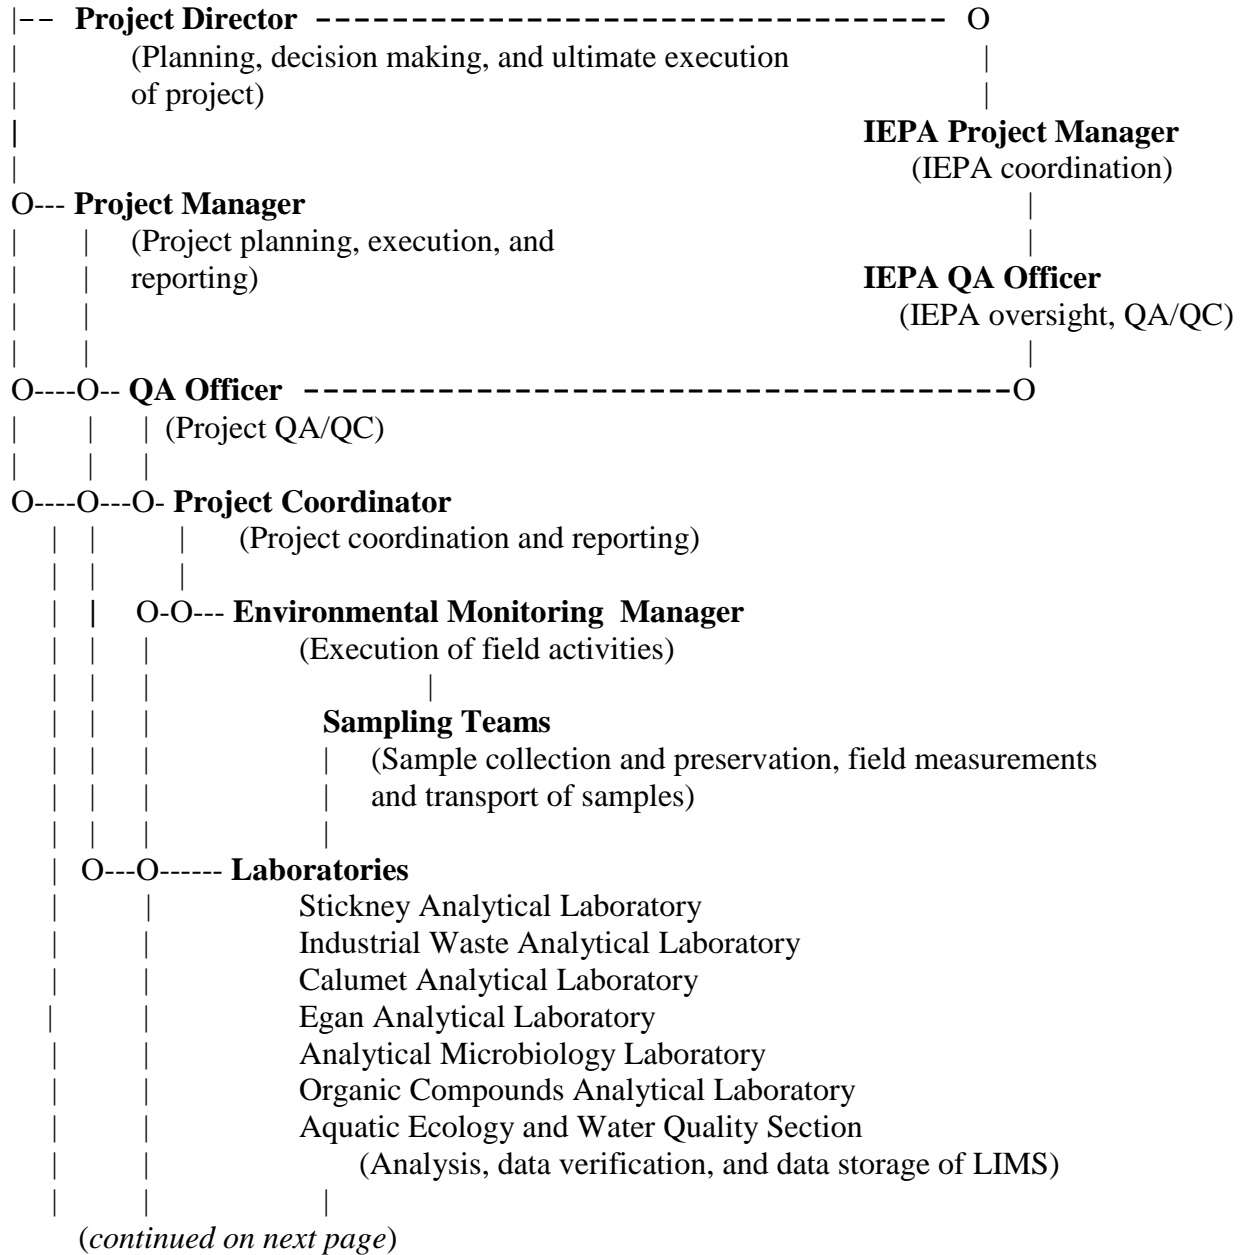 Project Director
O
(Planning, decision making, and ultimate execution
of project)
IEPA Project Manager
(IEPA coordination)
O--- Project Manager
(Project planning, execution, and
reporting)
IEPA QA Officer
(IEPA oversight, QA/QC)
O----O-- QA Officer
O
(Project QA/QC)
O----O---O- Project Coordinator
(Project coordination and reporting)
O-O--- Environmental Monitoring Manager
(Execution of field activities)
Sampling Teams
(Sample collection and preservation, field measurements
and transport of samples)
O---O------ Laboratories
Stickney Analytical Laboratory
Industrial Waste Analytical Laboratory
Calumet Analytical Laboratory
Egan Analytical Laboratory
Analytical Microbiology Laboratory
Organic Compounds Analytical Laboratory
Aquatic Ecology and Water Quality Section
(Analysis, data verification, and data storage of LIMS)
(continued on next page)